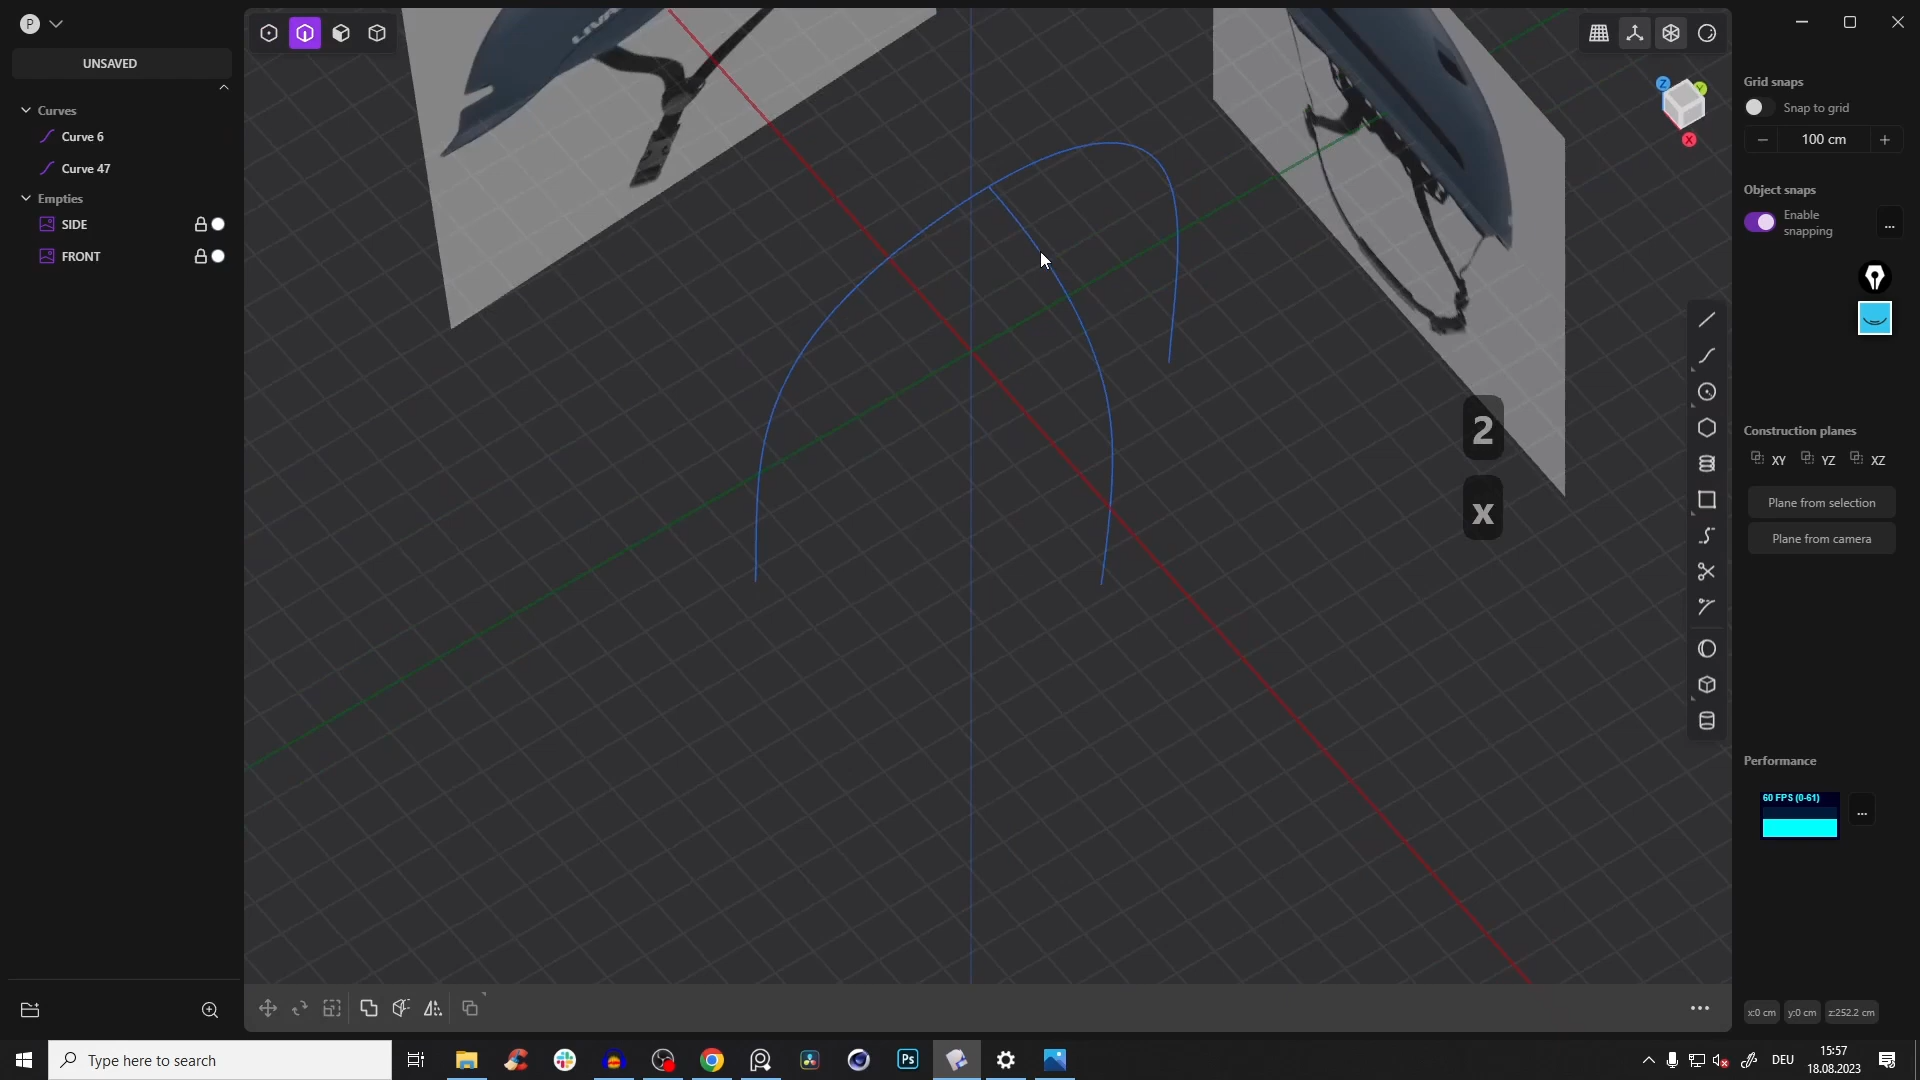 P
UNSAVED
Curves
Curve 6
Curve 47
Empties
SIDE
FRONT
Z
Y
X
2
x
Grid snaps
Snap to grid
100 cm
Object snaps
Enable
snapping
...
Construction planes
XY
YZ
XZ
Plane from selection
Plane from camera
Performance
60 FPS (0-61)
...
x:0 cm
y:0 cm
z:252.2 cm
Type here to search
Ps
DEU
15:57
18.08.2023